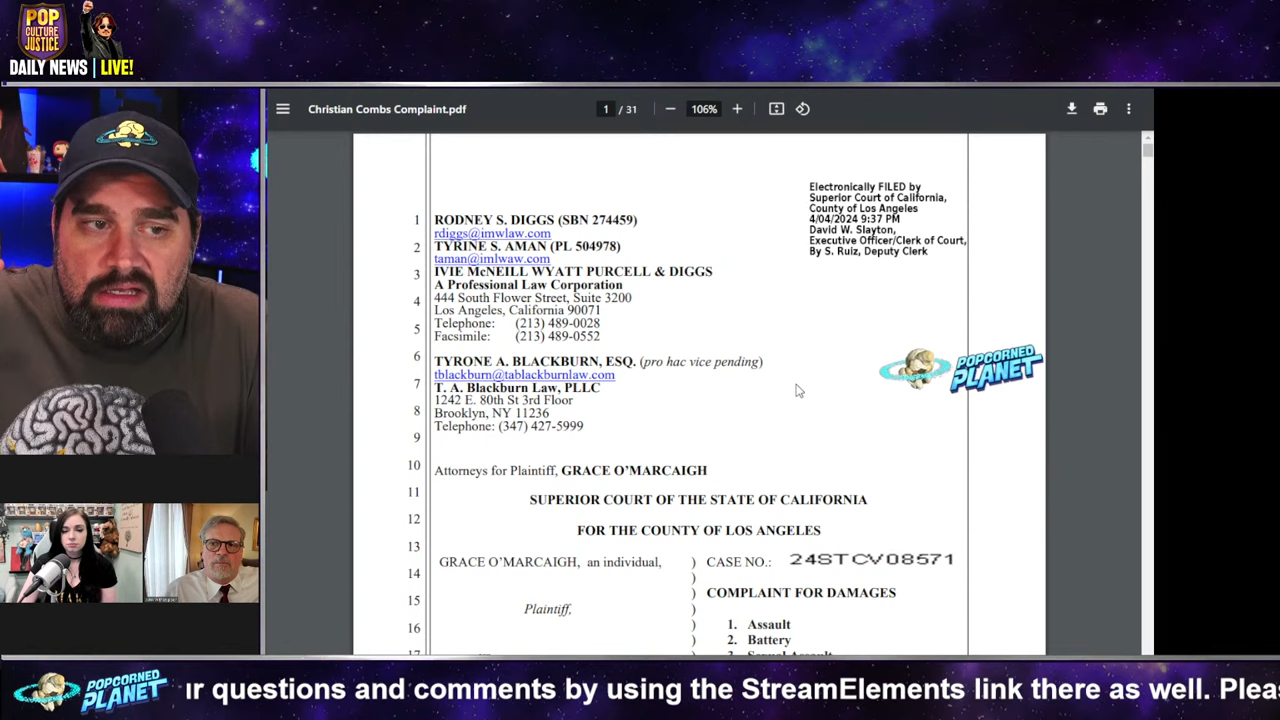 POP
CULTURE
JUSTICE
DAILY NEWS | LIVE!
Christian Combs Complaint.pdf
1 / 31
106%
Electronically FILED by
Superior Court of California,
County of Los Angeles
4/04/2024 9:37 PM
David W. Slayton,
Executive Officer/Clerk of Court,
By S. Ruiz, Deputy Clerk
1 RODNEY S. DIGGS (SBN 274459)
rdiggs@imwlaw.com
2 TYRINE S. AMAN (PL 504978)
taman@imlwaw.com
3 IVIE McNEILL WYATT PURCELL & DIGGS
A Professional Law Corporation
4 444 South Flower Street, Suite 3200
Los Angeles, California 90071
5 Telephone: (213) 489-0028
Facsimile: (213) 489-0552
6 TYRONE A. BLACKBURN, ESQ. (pro hac vice pending)
tblackburn@tablackburnlaw.com
7 T. A. Blackburn Law, PLLC
1242 E. 80th St 3rd Floor
8 Brooklyn, NY 11236
Telephone: (347) 427-5999
9
POPCORNED
PLANET
10 Attorneys for Plaintiff, GRACE O’MARCAIGH
11 SUPERIOR COURT OF THE STATE OF CALIFORNIA
12 FOR THE COUNTY OF LOS ANGELES
13 GRACE O’MARCAIGH, an individual, ) CASE NO.: 24STCV08571
14 )
) COMPLAINT FOR DAMAGES
15 Plaintiff, )
) 1. Assault
16 ) 2. Battery
17 3. Sexual Assault
POPCORNED
PLANET
ur questions and comments by using the StreamElements link there as well. Pleas